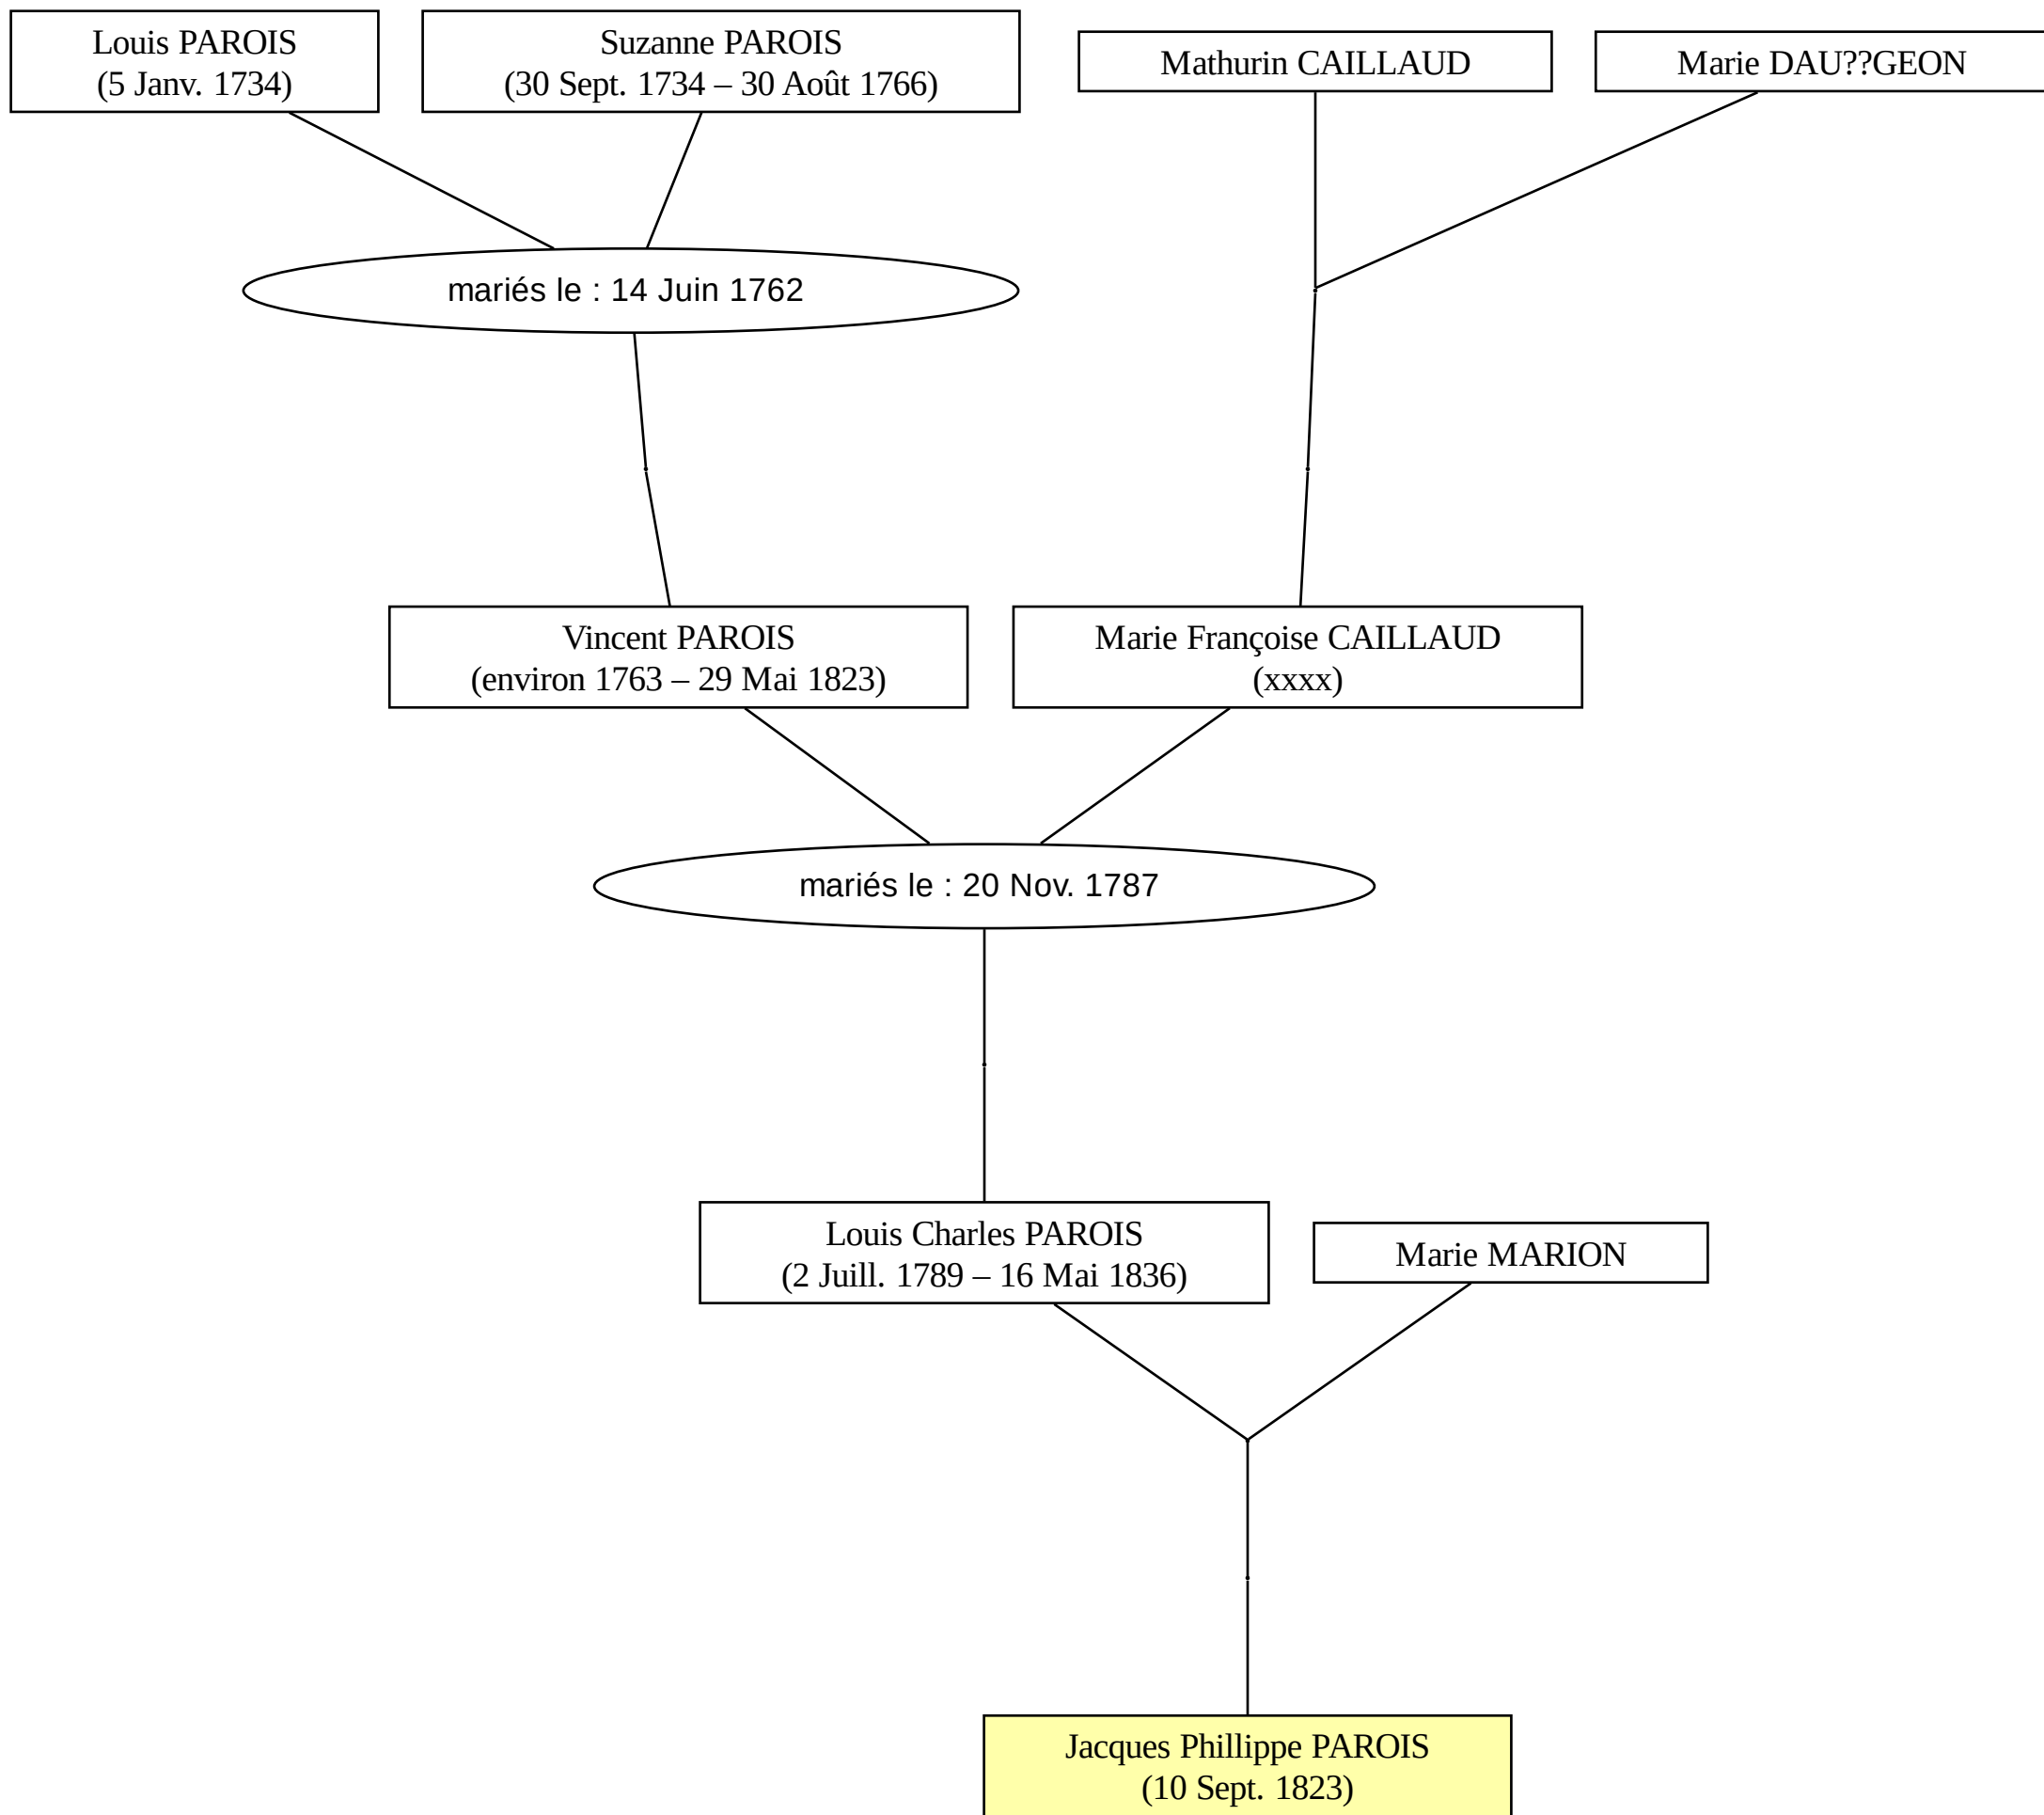 Louis PAROIS
(5 Janv. 1734)
Suzanne PAROIS
(30 Sept. 1734 – 30 Août 1766)
Mathurin CAILLAUD
Marie DAU??GEON
mariés le : 14 Juin 1762
Vincent PAROIS
(environ 1763 – 29 Mai 1823)
Marie Françoise CAILLAUD
(xxxx)
mariés le : 20 Nov. 1787
Louis Charles PAROIS
(2 Juill. 1789 – 16 Mai 1836)
Marie MARION
Jacques Phillippe PAROIS
(10 Sept. 1823)